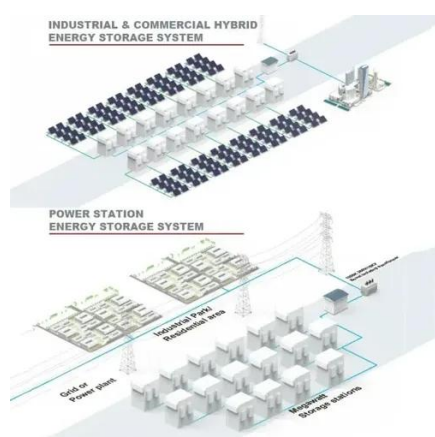 INDUSTRIAL & COMMERCIAL HYBRID
ENERGY STORAGE SYSTEM
POWER STATION
ENERGY STORAGE SYSTEM
Industrial Park/
Residential area
Grid or
Power plant
Megawatt
Storage stations